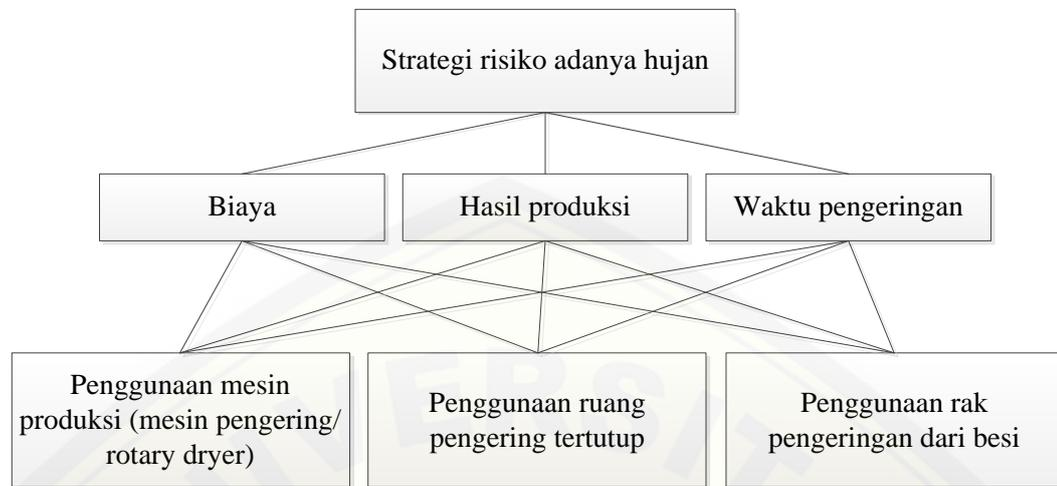 Strategi risiko adanya hujan
Biaya
Hasil produksi
Waktu pengeringan
Penggunaan mesin
produksi (mesin pengering/
rotary dryer)
Penggunaan ruang
pengering tertutup
Penggunaan rak
pengeringan dari besi